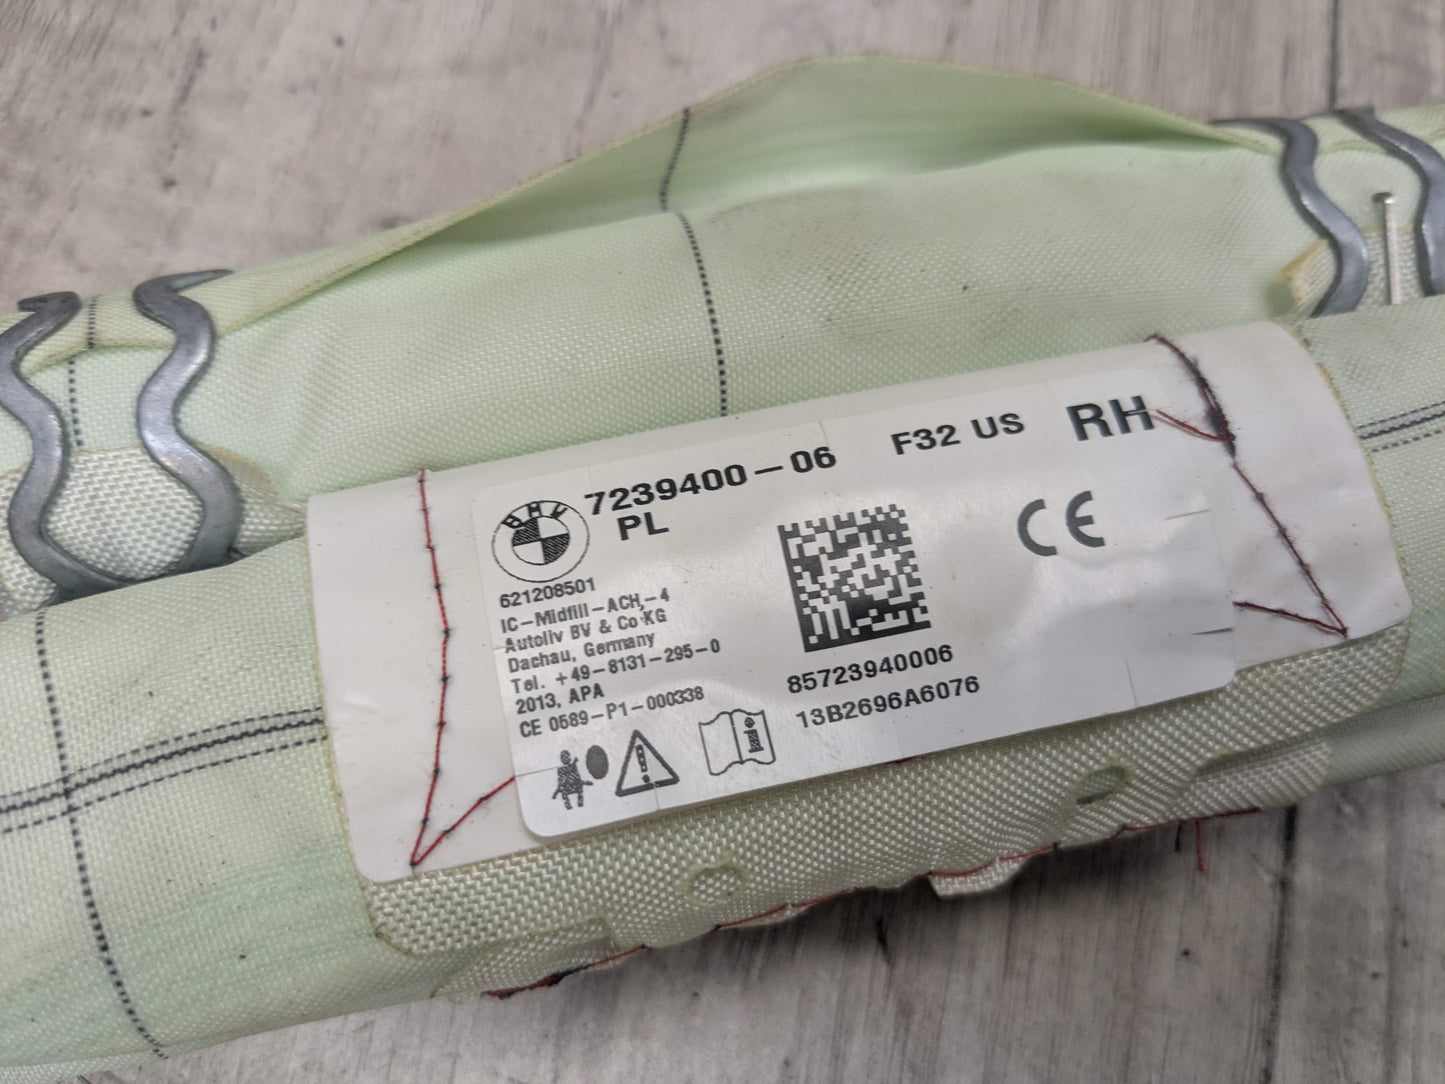 7239400-06 F32 US RH
PL
BMW
CE
621208501
IC-Midfill-ACH,-4
Autoliv BV & Co KG
Dachau, Germany
Tel. +49-8131-295-0
2013, APA
CE 0589-P1-000338
85723940006
13B2696A6076